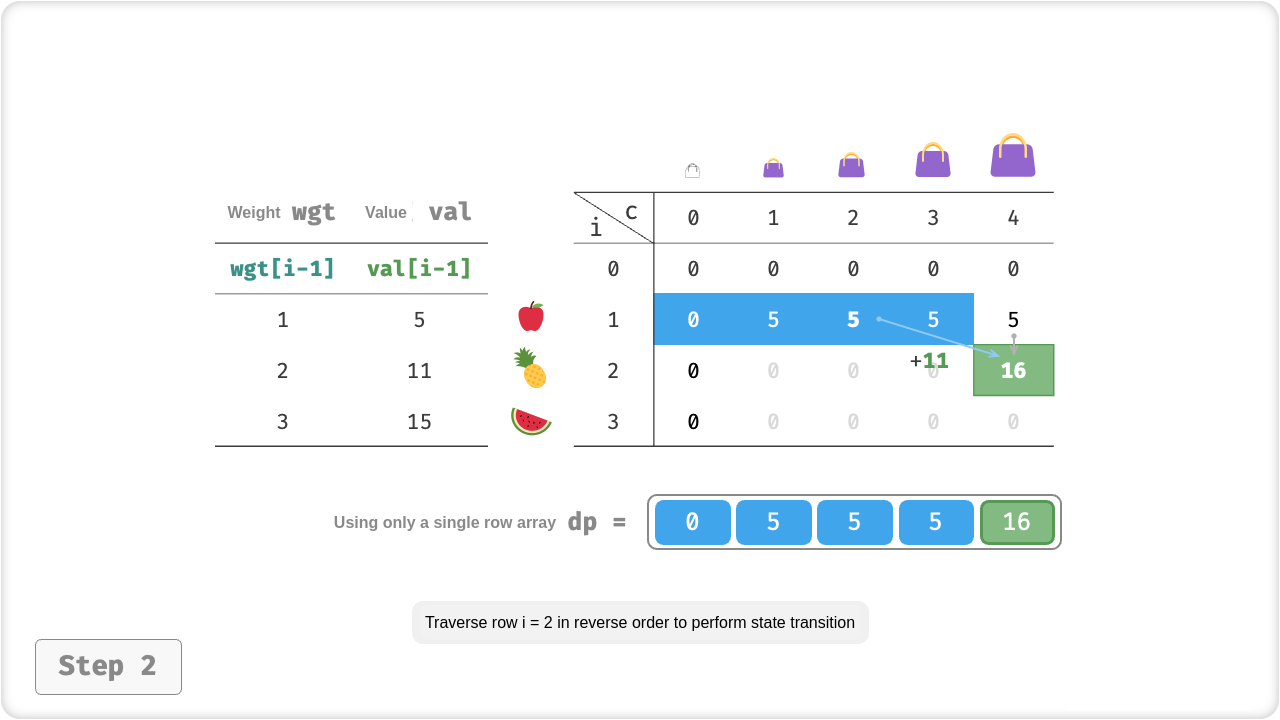 Weight wgt Value val
i c 0 1 2 3 4
wgt[i-1] val[i-1] 0 0 0 0 0 0
1 5 1 0 5 5 5 5
2 11 2 0 0 0 0 +11 16
3 15 3 0 0 0 0 0
Using only a single row array dp = 0 5 5 5 16
Traverse row i = 2 in reverse order to perform state transition
Step 2